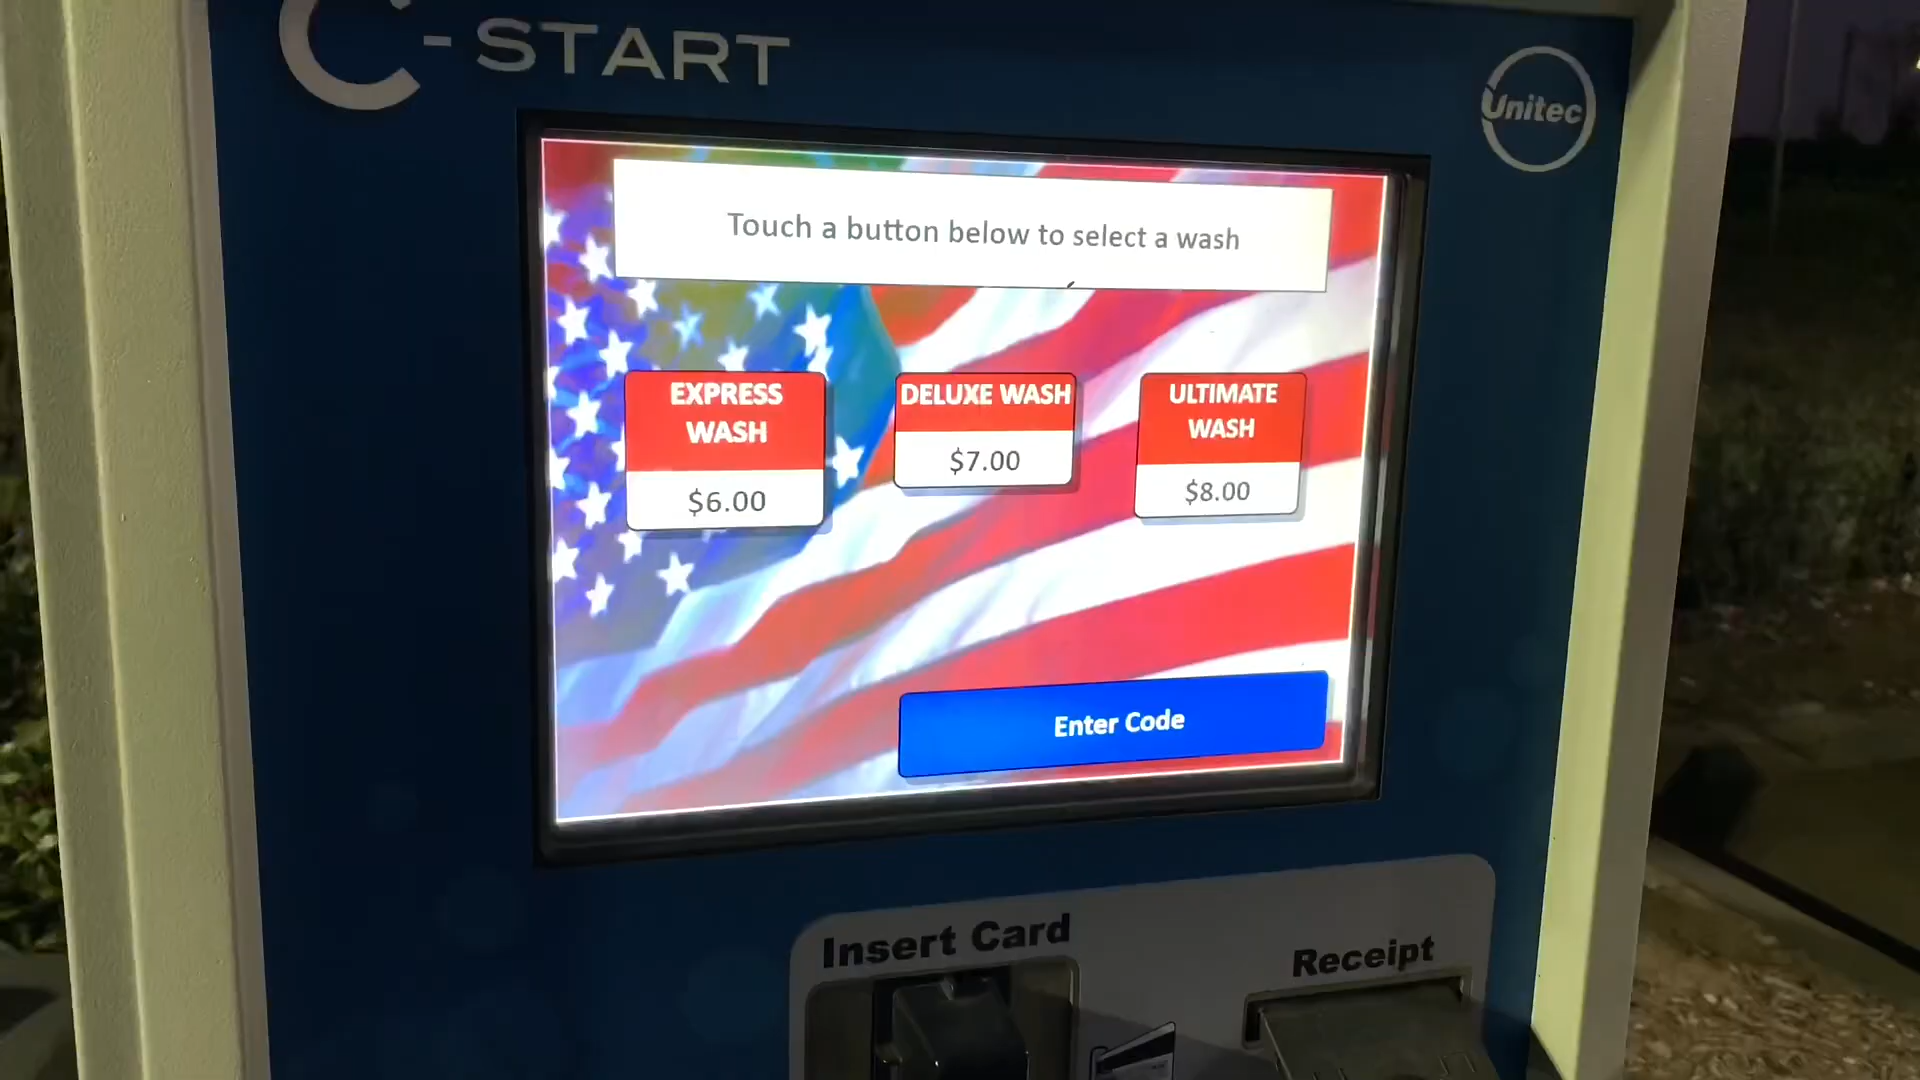 C-START
Unitec
Touch a button below to select a wash
EXPRESS
WASH
$6.00
DELUXE WASH
$7.00
ULTIMATE
WASH
$8.00
Enter Code
Insert Card
Receipt